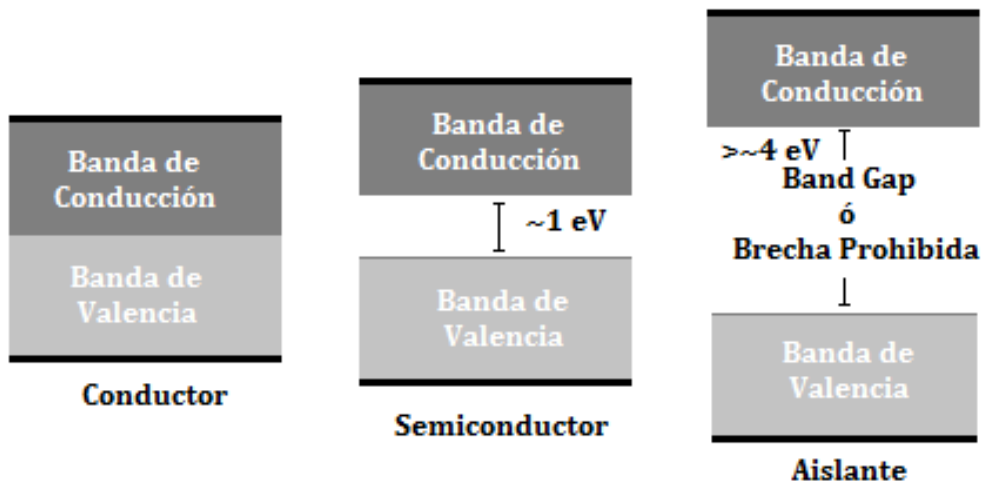 Banda de
Conducción
Banda de
Valencia
Conductor
Banda de
Conducción
~1 eV
Banda de
Valencia
Semiconductor
Banda de
Conducción
>~4 eV
Band Gap
ó
Brecha Prohibida
Banda de
Valencia
Aislante